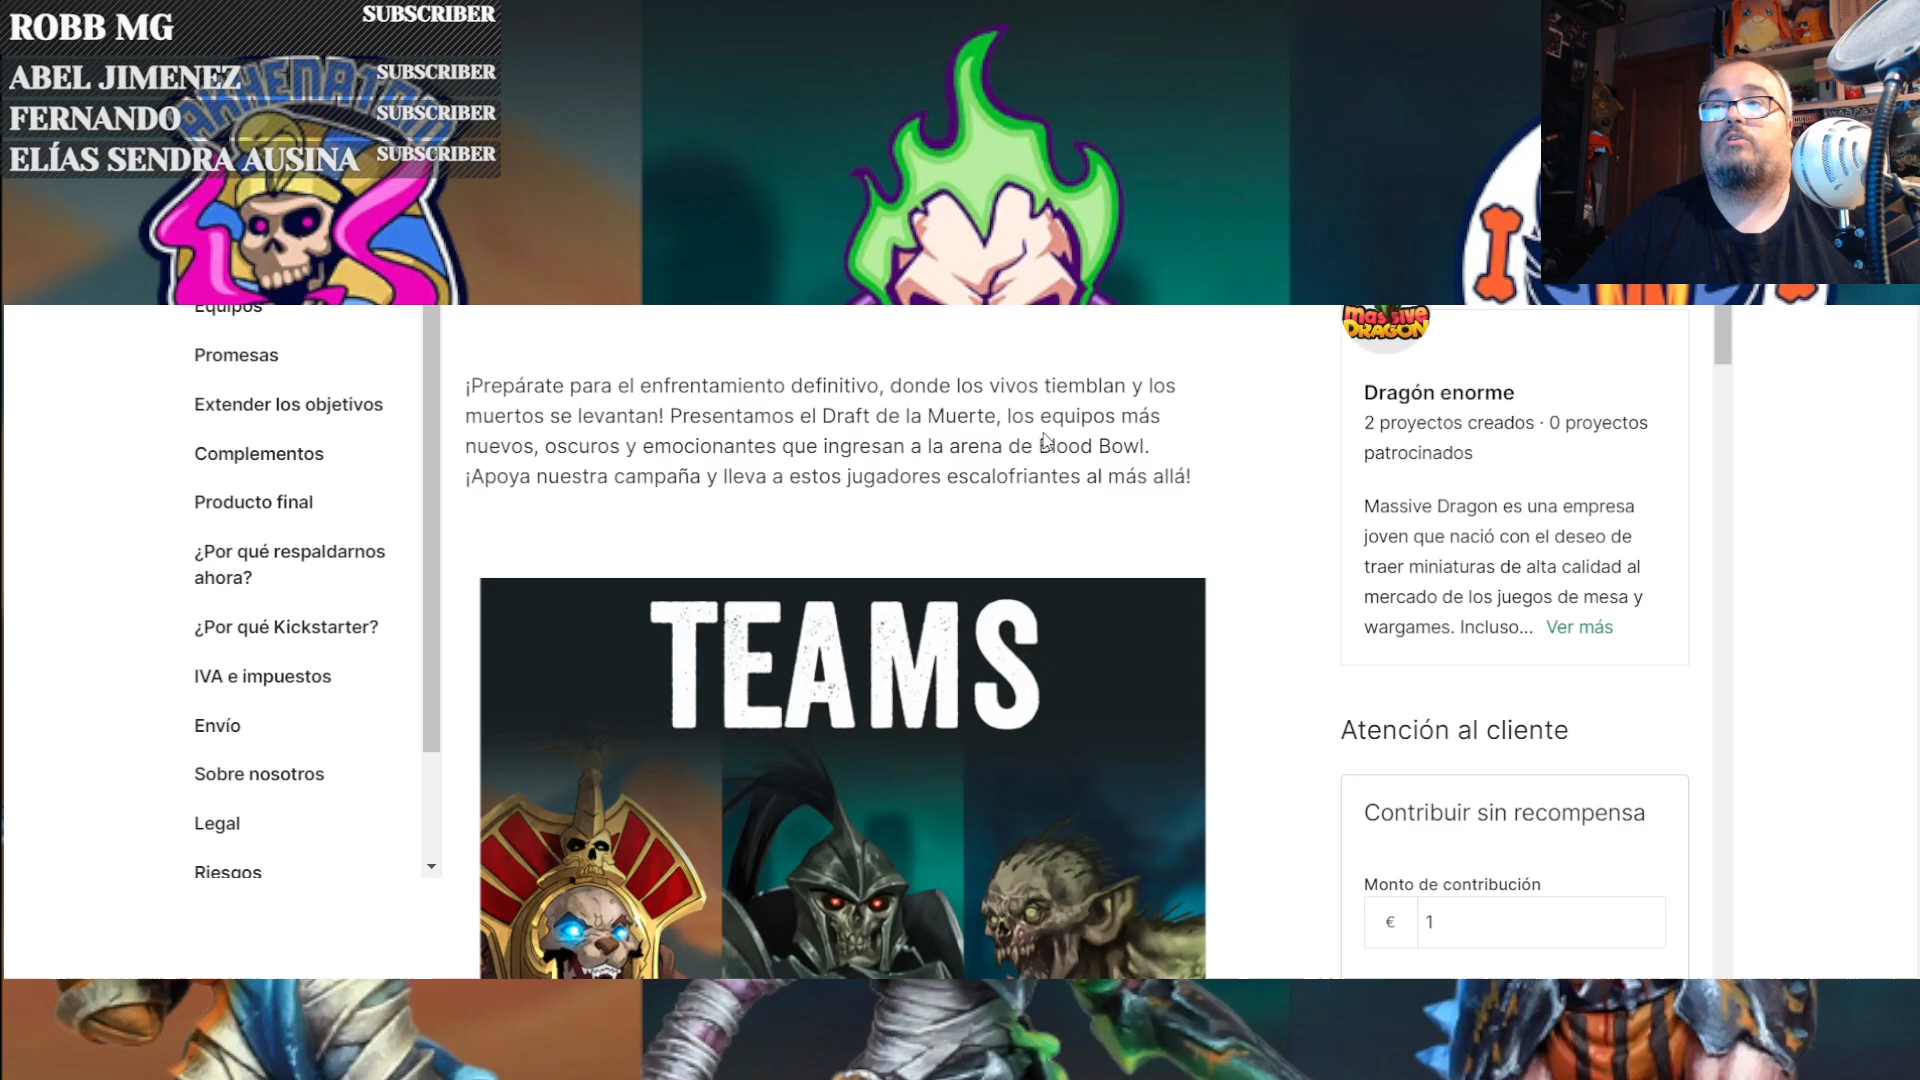 ROBB MG
SUBSCRIBER
ABEL JIMENEZ
SUBSCRIBER
FERNANDO
SUBSCRIBER
ELÍAS SENDRA AUSINA
SUBSCRIBER
Equipos
Promesas
Extender los objetivos
Complementos
Producto final
¿Por qué respaldarnos
ahora?
¿Por qué Kickstarter?
IVA e impuestos
Envío
Sobre nosotros
Legal
Riesgos
¡Prepárate para el enfrentamiento definitivo, donde los vivos tiemblan y los
muertos se levantan! Presentamos el Draft de la Muerte, los equipos más
nuevos, oscuros y emocionantes que ingresan a la arena de Blood Bowl.
¡Apoya nuestra campaña y lleva a estos jugadores escalofriantes al más allá!
TEAMS
MASSIVE
DRAGON
Dragón enorme
2 proyectos creados · 0 proyectos
patrocinados
Massive Dragon es una empresa
joven que nació con el deseo de
traer miniaturas de alta calidad al
mercado de los juegos de mesa y
wargames. Incluso... Ver más
Atención al cliente
Contribuir sin recompensa
Monto de contribución
€ 1